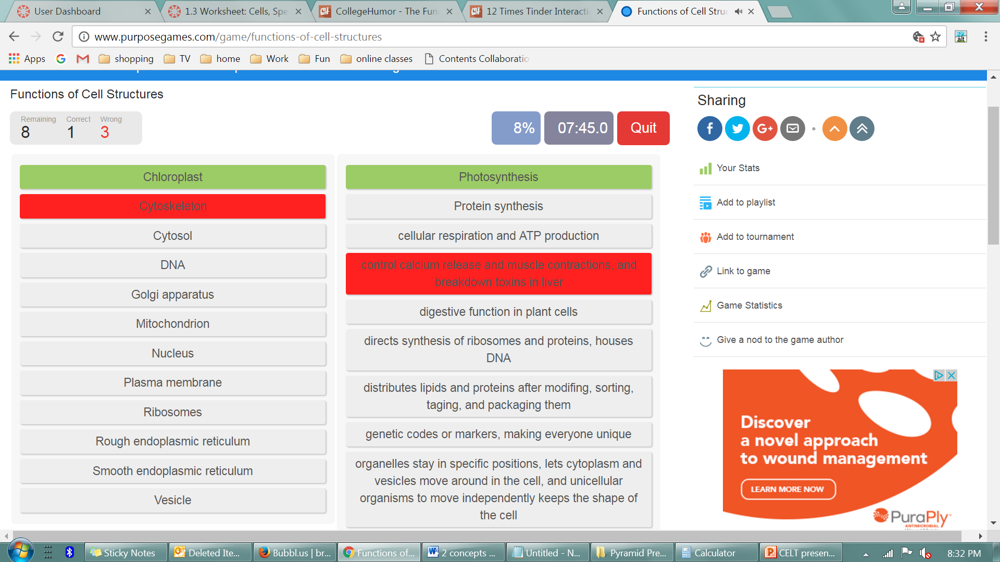 User Dashboard
1.3 Worksheet: Cells, Spe
CollegeHumor - The Fun
12 Times Tinder Interacti
Functions of Cell Struc
www.purposegames.com/game/functions-of-cell-structures
alt
Apps
shopping
TV
home
Work
Fun
online classes
Contents Collaboratio
Functions of Cell Structures
Remaining Correct Wrong
8 1 3
8%
07:45.0
Quit
Sharing
Chloroplast
Photosynthesis
Cytoskeleton
Protein synthesis
Cytosol
cellular respiration and ATP production
DNA
control calcium release and muscle contractions, and
breakdown toxins in liver
Golgi apparatus
digestive function in plant cells
Mitochondrion
directs synthesis of ribosomes and proteins, houses
DNA
Nucleus
Plasma membrane
distributes lipids and proteins after modifing, sorting,
taging, and packaging them
Ribosomes
genetic codes or markers, making everyone unique
Rough endoplasmic reticulum
Smooth endoplasmic reticulum
organelles stay in specific positions, lets cytoplasm and
vesicles move around in the cell, and unicellular
organisms to move independently keeps the shape of
the cell
Vesicle
Your Stats
Add to playlist
Add to tournament
Link to game
Game Statistics
Give a nod to the game author
Discover
a novel approach
to wound management
LEARN MORE NOW
PuraPly™
ANTIMICROBIAL
Sticky Notes
Deleted Ite...
Bubbl.us | br...
Functions of...
2 concepts ...
Untitled - N...
Pyramid Pre...
Calculator
CELT presen...
8:32 PM